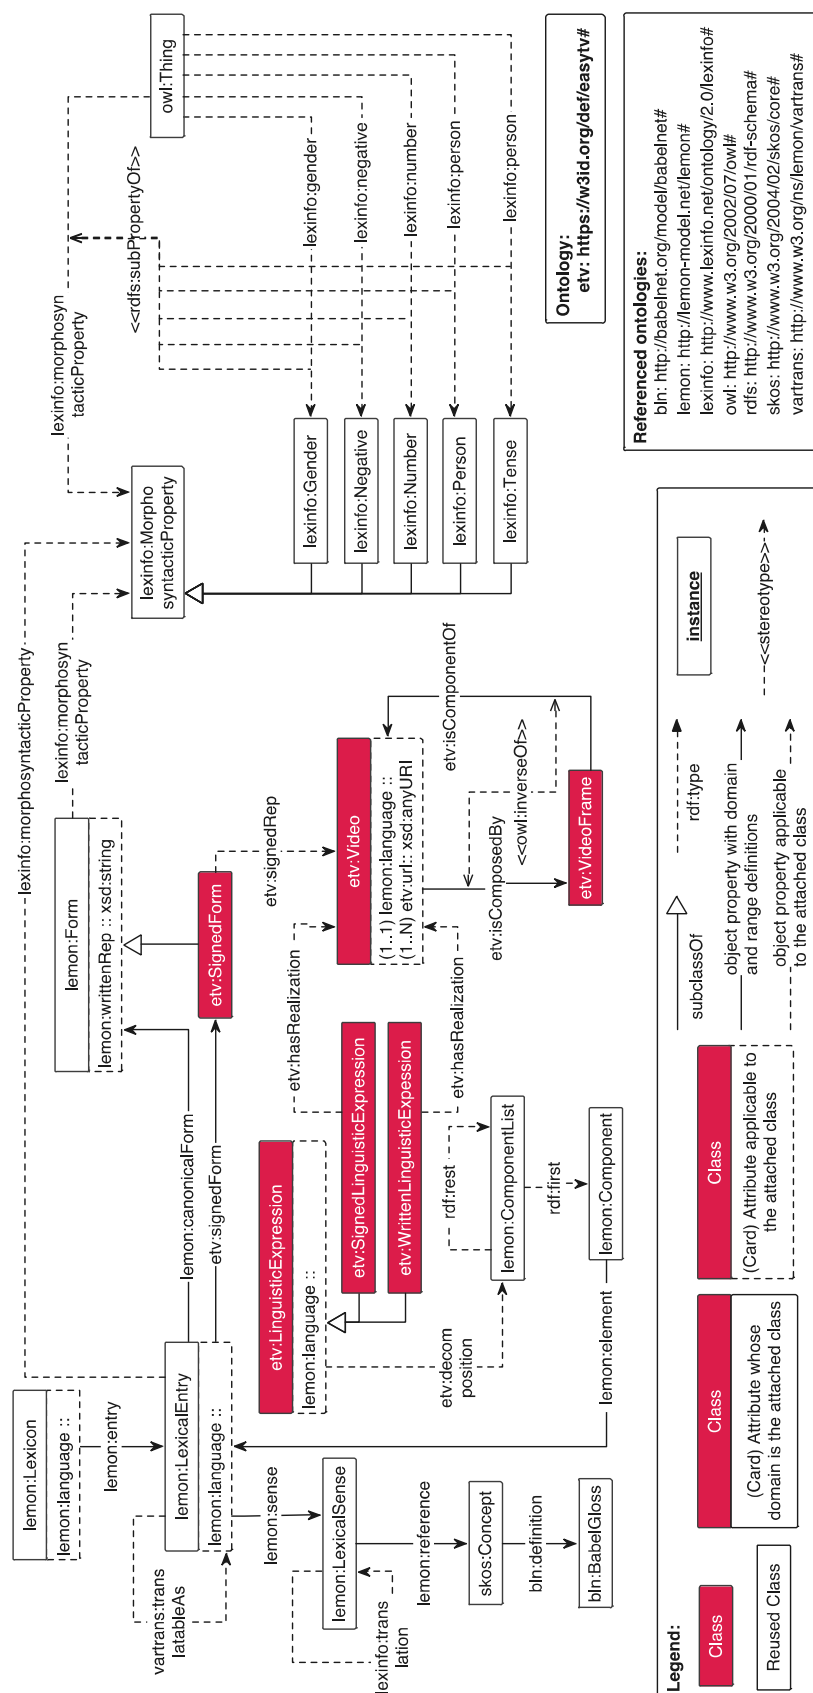 lemon:Lexicon
lemon:language ::
lemon:entry
vartrans:trans
latableAs
lemon:LexicalEntry
lemon:language ::
lexinfo:morphosyntacticProperty
lemon:canonicalForm
etv:signedForm
lemon:Form
lemon:writtenRep :: xsd:string
etv:SignedForm
lexinfo:morphosyn
tacticProperty
lexinfo:Morpho
syntacticProperty
lexinfo:morphosyn
tacticProperty
<<rdfs:subPropertyOf>>
owl:Thing
lemon:sense
lemon:LexicalSense
lexinfo:trans
lation
lemon:reference
skos:Concept
bln:definition
bln:BabelGloss
etv:LinguisticExpression
lemon:language ::
etv:SignedLinguisticExpression
etv:WrittenLinguisticExpession
etv:hasRealization
etv:hasRealization
etv:signedRep
etv:Video
(1..1) lemon:language ::
(1..N) etv:url:: xsd:anyURI
etv:isComposedBy
<<owl:inverseOf>>
etv:isComponentOf
etv:VideoFrame
etv:decom
position
rdf:rest
lemon:ComponentList
rdf:first
lemon:Component
lemon:element
lexinfo:Gender
lexinfo:Negative
lexinfo:Number
lexinfo:Person
lexinfo:Tense
lexinfo:gender
lexinfo:negative
lexinfo:number
lexinfo:person
lexinfo:person
Ontology:
etv: https://w3id.org/def/easytv#
Referenced ontologies:
bln: http://babelnet.org/model/babelnet#
lemon: http://lemon-model.net/lemon#
lexinfo: http://www.lexinfo.net/ontology/2.0/lexinfo#
owl: http://www.w3.org/2002/07/owl#
rdfs: http://www.w3.org/2000/01/rdf-schema#
skos: http://www.w3.org/2004/02/skos/core#
vartrans: http://www.w3.org/ns/lemon/vartrans#
Legend:
Class
Reused Class
Class
(Card) Attribute whose
domain is the attached class
Class
(Card) Attribute applicable to
the attached class
subclassOf
rdf:type
instance
object property with domain
and range definitions
object property applicable
to the attached class
<<stereotype>>